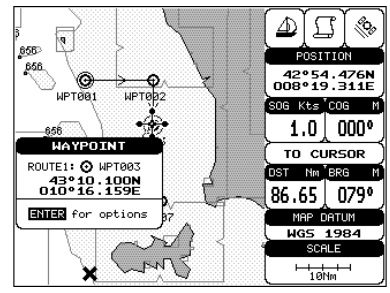 656
656
WPT001
WPT002
656
WAYPOINT
ROUTE1: WPT003
43°10.100N
010°16.159E
ENTER for options
07
POSITION
42°54.476N
008°19.311E
SOG Kts COG M
1.0 000°
TO CURSOR
DST Nm BRG M
86.65 079°
MAP DATUM
WGS 1984
SCALE
10Nm